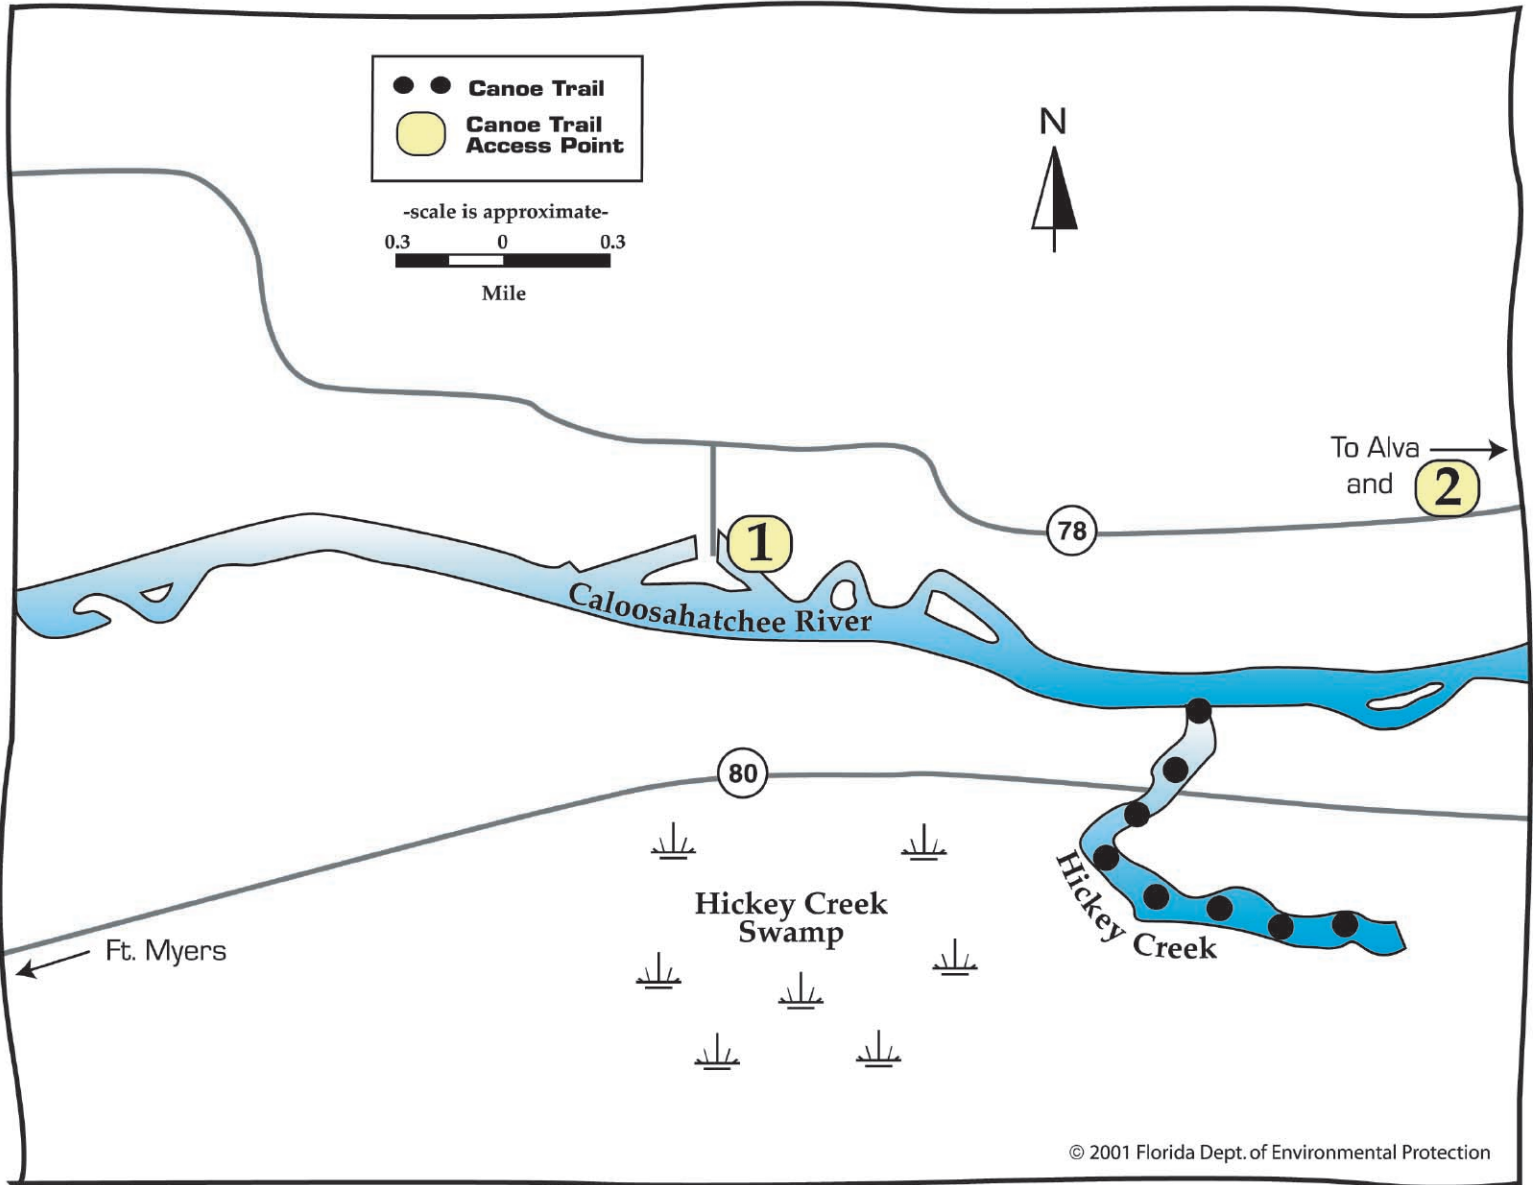 Canoe Trail
Canoe Trail
Access Point
-scale is approximate-
0.3 0 0.3
Mile
N
To Alva
and 2
78
1
Caloosahatchee River
80
Hickey Creek
Hickey Creek
Swamp
Ft. Myers
© 2001 Florida Dept. of Environmental Protection